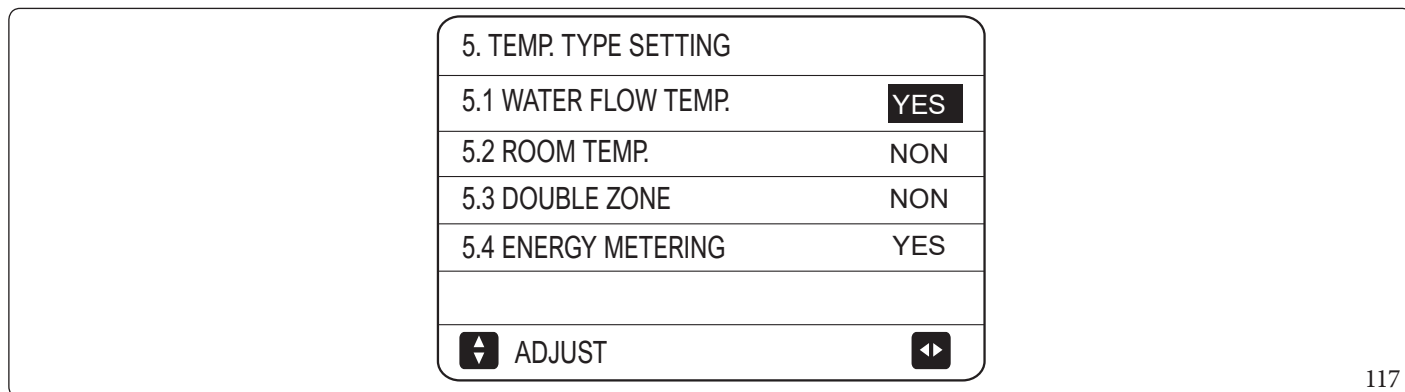 5. TEMP. TYPE SETTING
5.1 WATER FLOW TEMP. YES
5.2 ROOM TEMP. NON
5.3 DOUBLE ZONE NON
5.4 ENERGY METERING YES
ADJUST
117